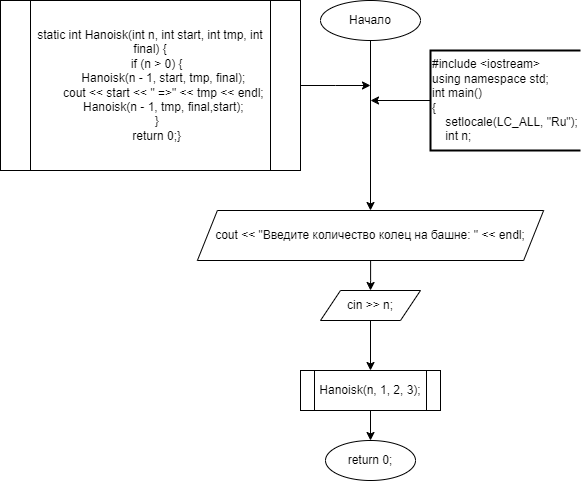 Начало
static int Hanoisk(int n, int start, int tmp, int
final) {
if (n > 0) {
Hanoisk(n - 1, start, tmp, final);
cout << start << " =>"<< tmp << endl;
Hanoisk(n - 1, tmp, final,start);
}
return 0;}
#include <iostream>
using namespace std;
int main()
{
setlocale(LC_ALL, "Ru");
int n;
cout << "Введите количество колец на башне: " << endl;
cin >> n;
Hanoisk(n, 1, 2, 3);
return 0;